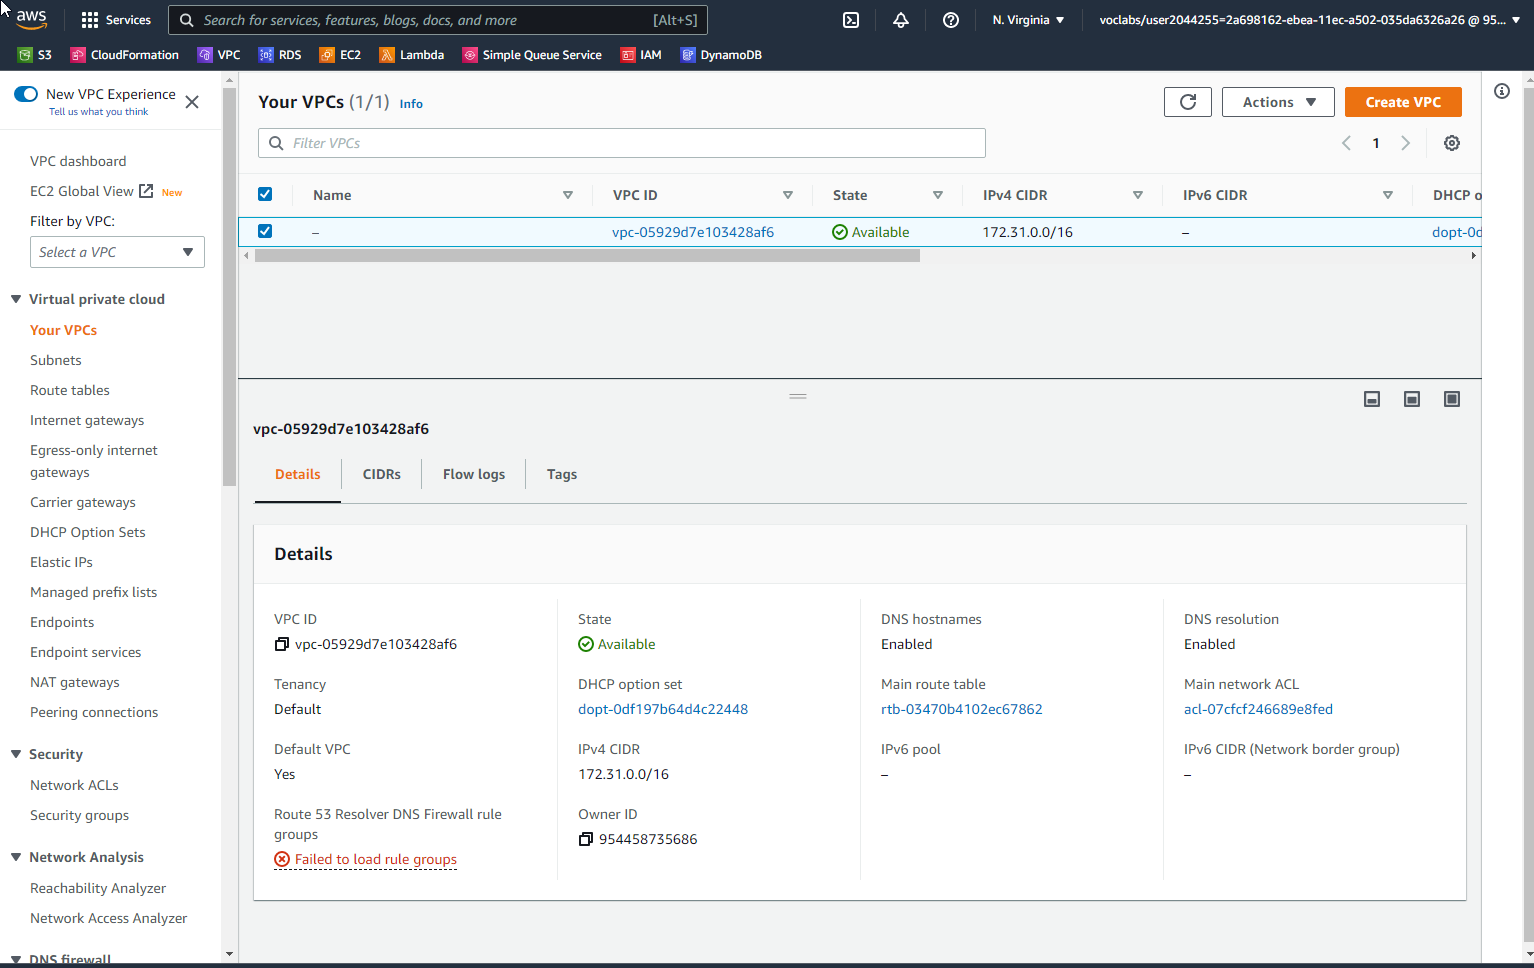 aws
Services
Search for services, features, blogs, docs, and more
[Alt+S]
N. Virginia
voclabs/user2044255=2a698162-ebea-11ec-a502-035da6326a26 @ 95...
S3
CloudFormation
VPC
RDS
EC2
Lambda
Simple Queue Service
IAM
DynamoDB
New VPC Experience
Tell us what you think
VPC dashboard
EC2 Global View
New
Filter by VPC:
Select a VPC
Virtual private cloud
Your VPCs
Subnets
Route tables
Internet gateways
Egress-only internet
gateways
Carrier gateways
DHCP Option Sets
Elastic IPs
Managed prefix lists
Endpoints
Endpoint services
NAT gateways
Peering connections
Security
Network ACLs
Security groups
Network Analysis
Reachability Analyzer
Network Access Analyzer
DNS firewall
Your VPCs (1/1) Info
Actions
Create VPC
Filter VPCs
1
Name
VPC ID
State
IPv4 CIDR
IPv6 CIDR
DHCP o
–
vpc-05929d7e103428af6
Available
172.31.0.0/16
–
dopt-0d
vpc-05929d7e103428af6
Details
CIDRs
Flow logs
Tags
Details
VPC ID
vpc-05929d7e103428af6
State
Available
DNS hostnames
Enabled
DNS resolution
Enabled
Tenancy
Default
DHCP option set
dopt-0df197b64d4c22448
Main route table
rtb-03470b4102ec67862
Main network ACL
acl-07cfcf246689e8fed
Default VPC
Yes
IPv4 CIDR
172.31.0.0/16
IPv6 pool
–
IPv6 CIDR (Network border group)
–
Route 53 Resolver DNS Firewall rule
groups
Failed to load rule groups
Owner ID
954458735686